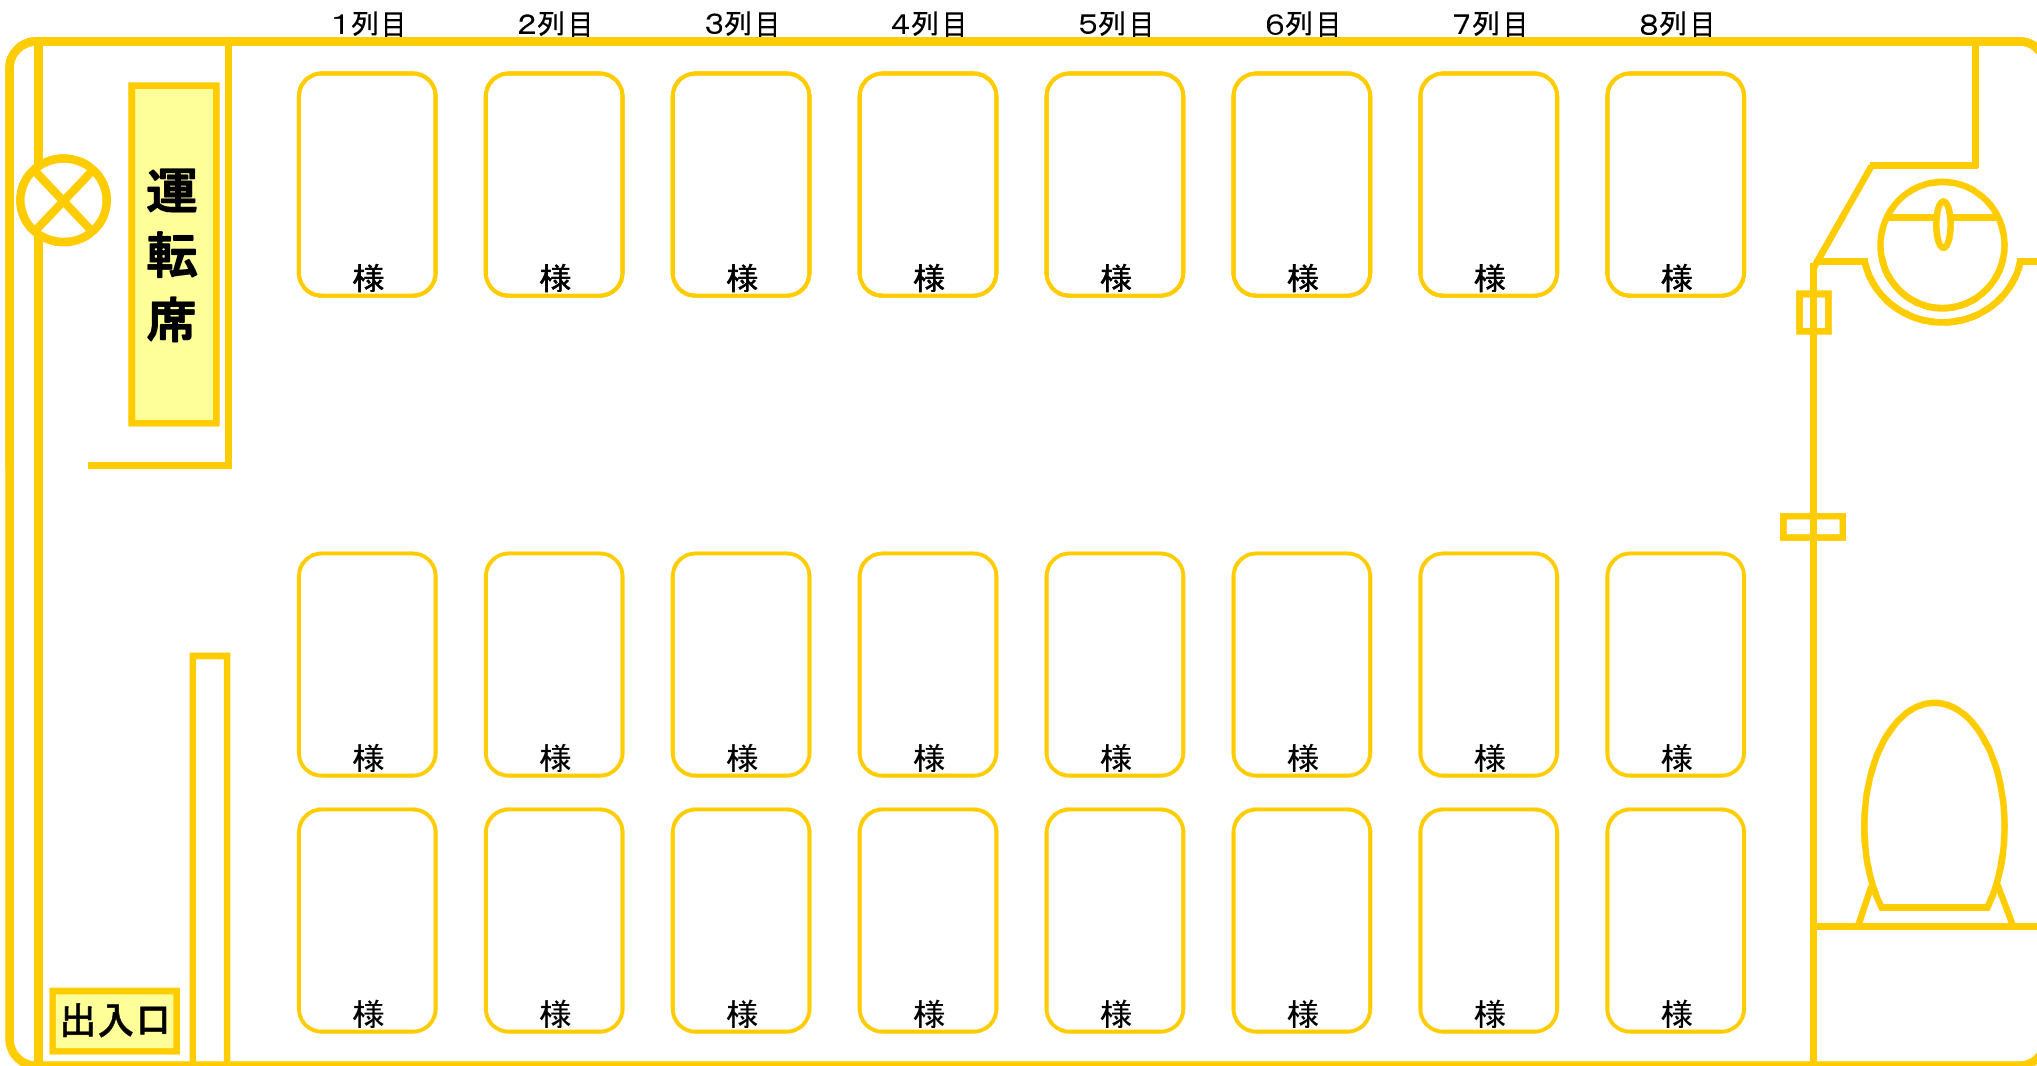 1列目 2列目 3列目 4列目 5列目 6列目 7列目 8列目
運転席
様 様 様 様 様 様 様 様
様 様 様 様 様 様 様 様
様 様 様 様 様 様 様 様
出入口